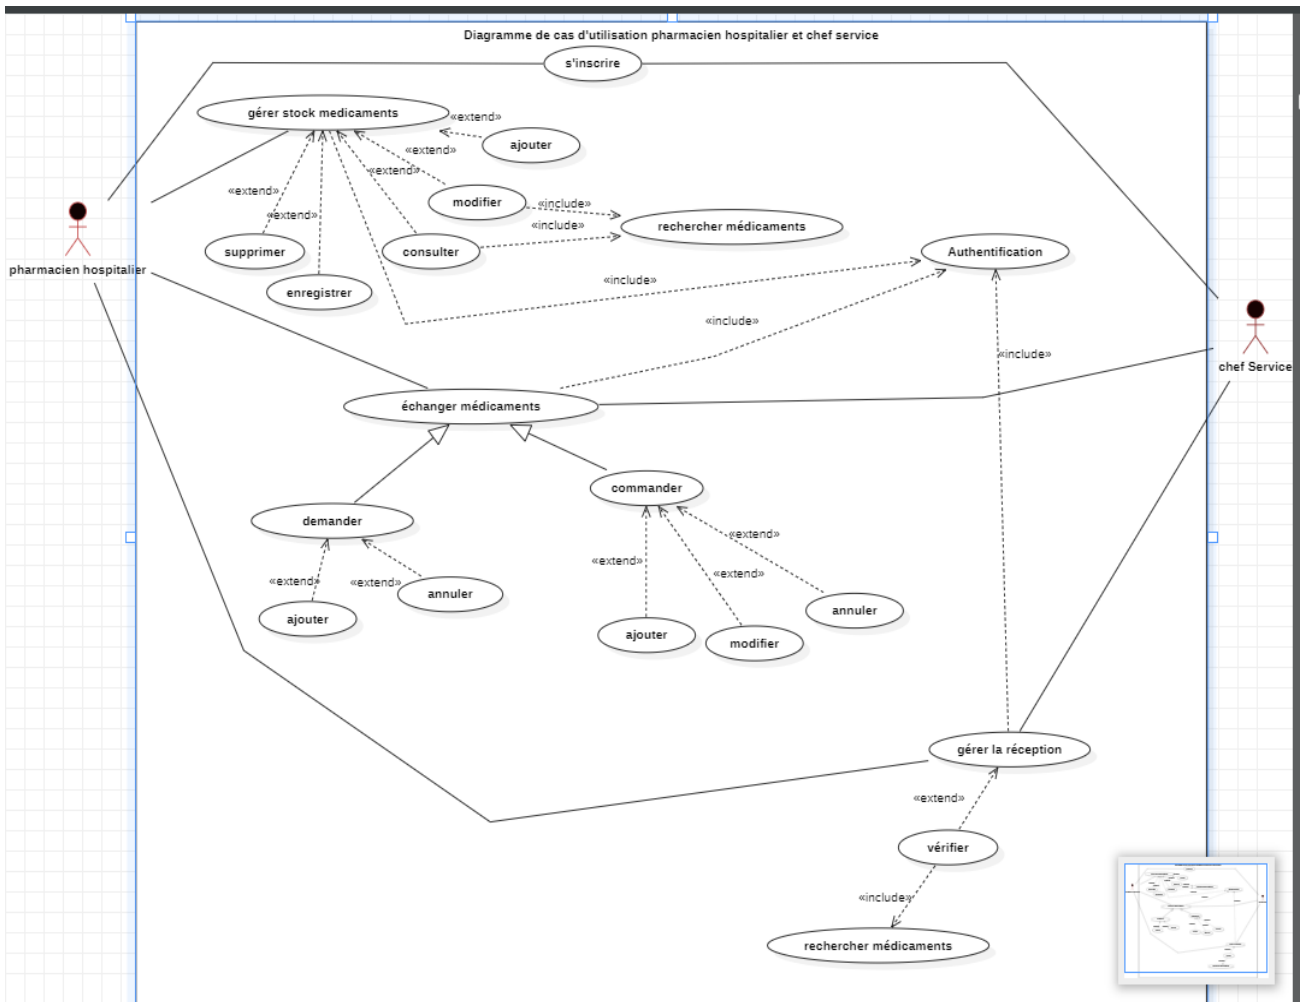 Diagramme de cas d'utilisation pharmacien hospitalier et chef service
s'inscrire
gérer stock medicaments
«extend»
ajouter
«extend»
«extend»
«extend»
modifier
«include»
«extend»
«include»
rechercher médicaments
supprimer
consulter
Authentification
pharmacien hospitalier
enregistrer
«include»
«include»
«include»
chef Service
échanger médicaments
commander
demander
«extend»
«extend»
«extend»
«extend»
«extend»
annuler
annuler
ajouter
ajouter
modifier
gérer la réception
«extend»
vérifier
«include»
rechercher médicaments